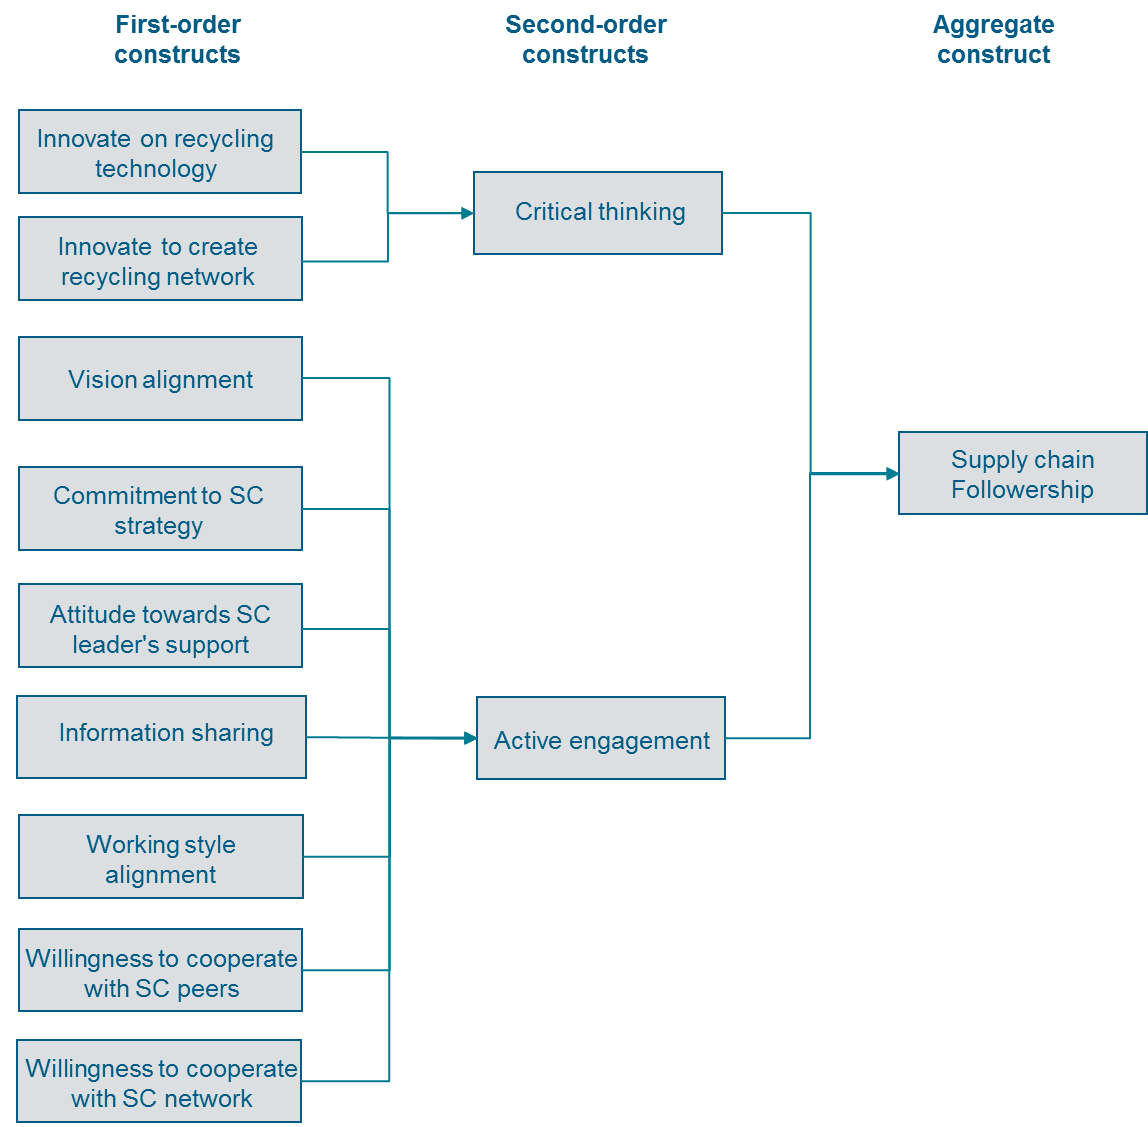 First-order
constructs
Second-order
constructs
Aggregate
construct
Innovate on recycling
technology
Innovate to create
recycling network
Vision alignment
Commitment to SC
strategy
Attitude towards SC
leader's support
Information sharing
Working style
alignment
Willingness to cooperate
with SC peers
Willingness to cooperate
with SC network
Critical thinking
Active engagement
Supply chain
Followership